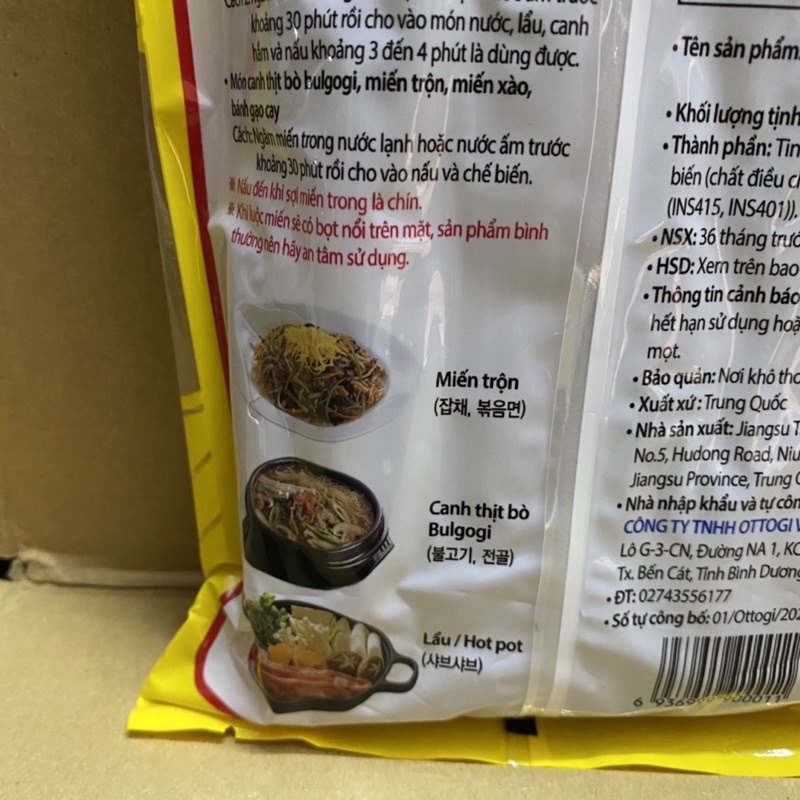 khoảng 30 phút rồi cho vào món nước, lẩu, canh
hầm và nấu khoảng 3 đến 4 phút là dùng được.
• Món canh thịt bò bulgogi, miến trộn, miến xào,
bánh gạo cay
Cách: Ngâm miến trong nước lạnh hoặc nước ấm trước
khoảng 30 phút rồi cho vào nấu và chế biến.
※ Nấu đến khi sợi miến trong là chín.
※ Khi luộc miến sẽ có bọt nổi trên mặt, sản phẩm bình
thường nên hãy an tâm sử dụng.
Miến trộn
(잡채, 볶음면)
Canh thịt bò
Bulgogi
(불고기, 전골)
Lẩu / Hot pot
(샤브샤브)
• Tên sản phẩm
• Khối lượng tịnh
• Thành phần: Tin
biến (chất điều ch
(INS415, INS401)).
• NSX: 36 tháng trướ
• HSD: Xem trên bao
• Thông tin cảnh báo
hết hạn sử dụng hoặ
mọt.
• Bảo quản: Nơi khô tho
• Xuất xứ: Trung Quốc
• Nhà sản xuất: Jiangsu T
No.5, Hudong Road, Niu
Jiangsu Province, Trung Q
• Nhà nhập khẩu và tự côn
CÔNG TY TNHH OTTOGI V
Lô G-3-CN, Đường NA 1, KC
Tx. Bến Cát, Tỉnh Bình Dương
• ĐT: 02743556177
• Số tự công bố: 01/Ottogi/202